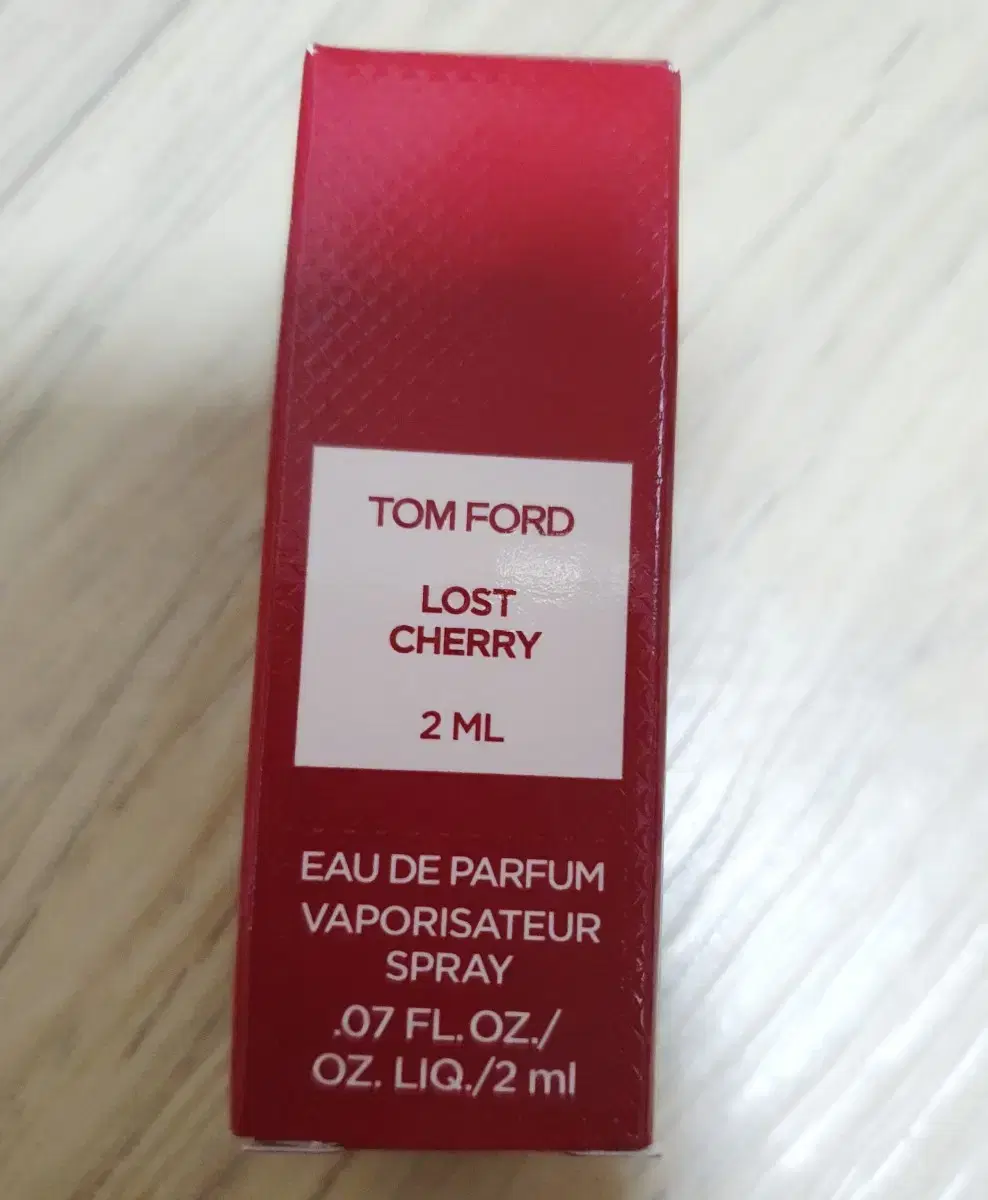 TOM FORD
LOST
CHERRY
2 ML
EAU DE PARFUM
VAPORISATEUR
SPRAY
.07 FL. OZ./
OZ. LIQ./2 ml